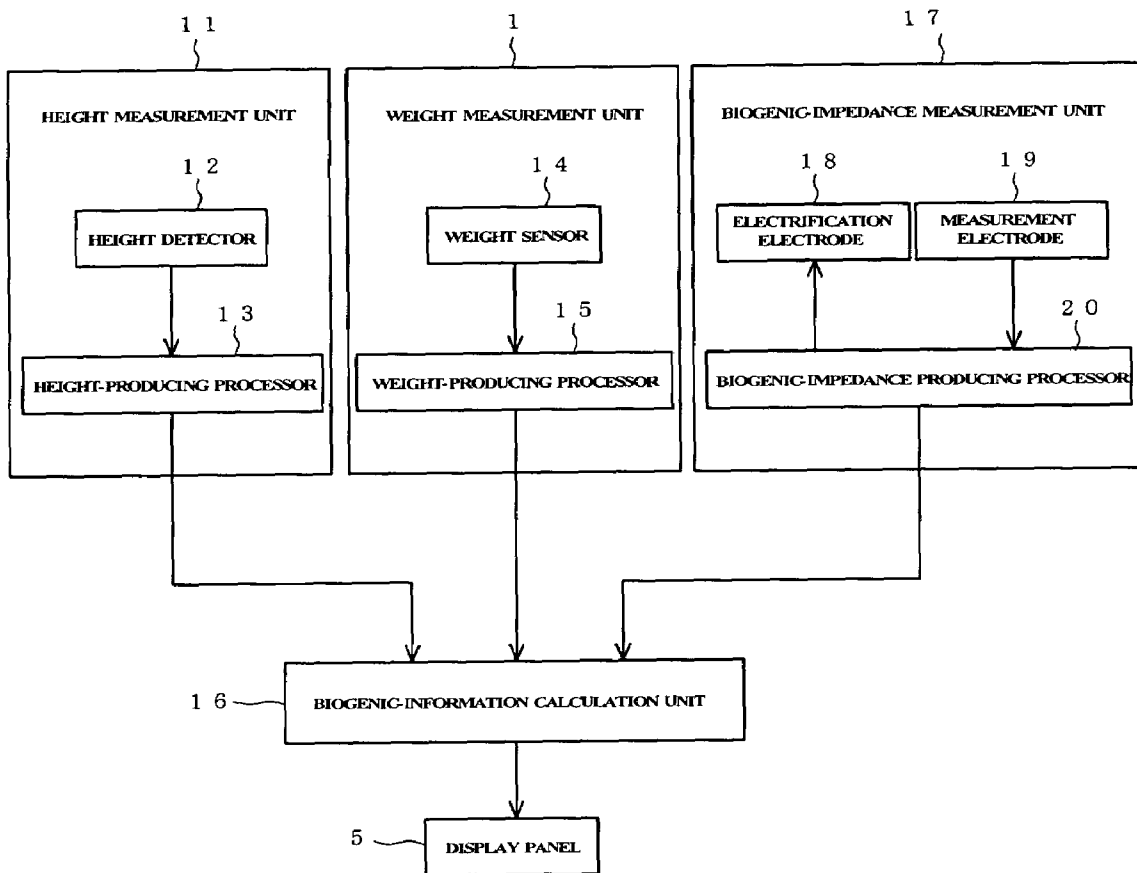 11
1
17
HEIGHT MEASUREMENT UNIT
WEIGHT MEASUREMENT UNIT
BIOGENIC-IMPEDANCE MEASUREMENT UNIT
12
14
18
19
HEIGHT DETECTOR
WEIGHT SENSOR
ELECTRIFICATION
ELECTRODE
MEASUREMENT
ELECTRODE
13
15
20
HEIGHT-PRODUCING PROCESSOR
WEIGHT-PRODUCING PROCESSOR
BIOGENIC-IMPEDANCE PRODUCING PROCESSOR
16
BIOGENIC-INFORMATION CALCULATION UNIT
5
DISPLAY PANEL